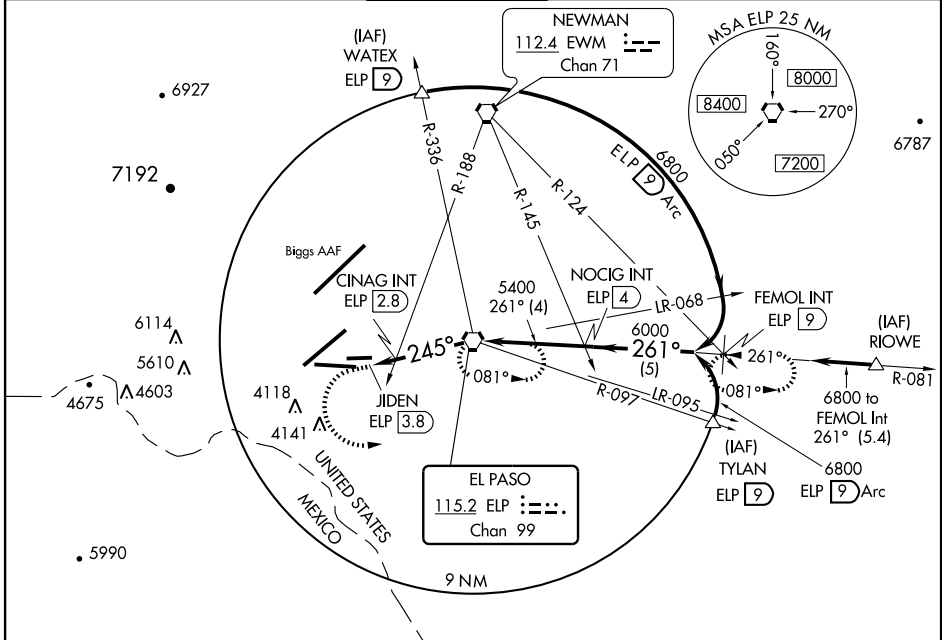 NEWMAN
112.4 EWM
Chan 71
(IAF)
WATEX
ELP 9
MSA ELP 25 NM
160°
8000
8400
270°
050°
7200
6927
6787
7192
R-336
R-188
R-145
R-124
6800
ELP 9 Arc
Biggs AAF
CINAG INT
ELP 2.8
5400
261° (4)
NOCIG INT
ELP 4
LR-068
FEMOL INT
ELP 9
(IAF)
RIOWE
6114
5610
4603
4675
245°
6000
261°
(5)
261°
R-081
081°
081°
6800 to
FEMOL Int
261° (5.4)
4118
4141
JIDEN
ELP 3.8
R-097
LR-095
(IAF)
TYLAN
ELP 9
6800
ELP 9 Arc
UNITED STATES
MEXICO
EL PASO
115.2 ELP
Chan 99
5990
9 NM